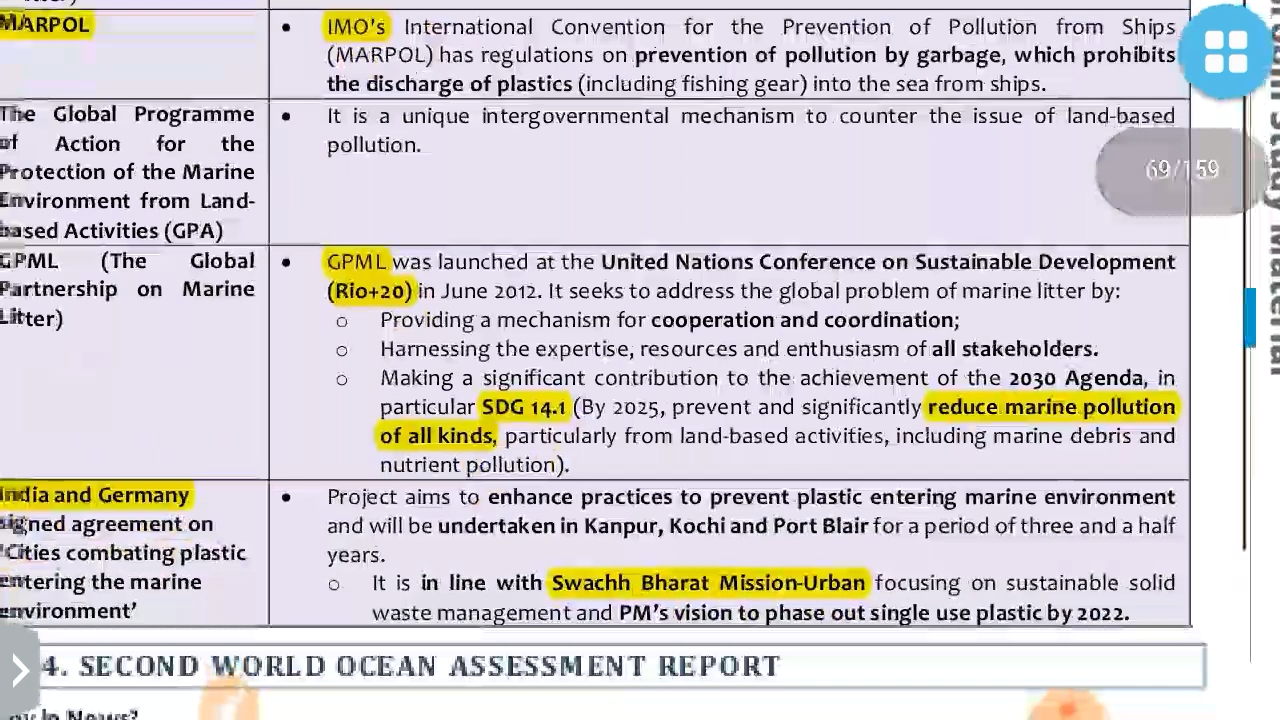 MARPOL
IMO's International Convention for the Prevention of Pollution from Ships
(MARPOL) has regulations on prevention of pollution by garbage, which prohibits
the discharge of plastics (including fishing gear) into the sea from ships.
The Global Programme
of Action for the
Protection of the Marine
Environment from Land-
based Activities (GPA)
• It is a unique intergovernmental mechanism to counter the issue of land-based
pollution.
69/159
GPML (The Global
Partnership on Marine
Litter)
• GPML was launched at the United Nations Conference on Sustainable Development
(Rio+20) in June 2012. It seeks to address the global problem of marine litter by:
o Providing a mechanism for cooperation and coordination;
o Harnessing the expertise, resources and enthusiasm of all stakeholders.
o Making a significant contribution to the achievement of the 2030 Agenda, in
particular SDG 14.1 (By 2025, prevent and significantly reduce marine pollution
of all kinds, particularly from land-based activities, including marine debris and
nutrient pollution).
India and Germany
signed agreement on
'Cities combating plastic
entering the marine
environment'
• Project aims to enhance practices to prevent plastic entering marine environment
and will be undertaken in Kanpur, Kochi and Port Blair for a period of three and a half
years.
o It is in line with Swachh Bharat Mission-Urban focusing on sustainable solid
waste management and PM's vision to phase out single use plastic by 2022.
4. SECOND WORLD OCEAN ASSESSMENT REPORT
in News?
Study Material